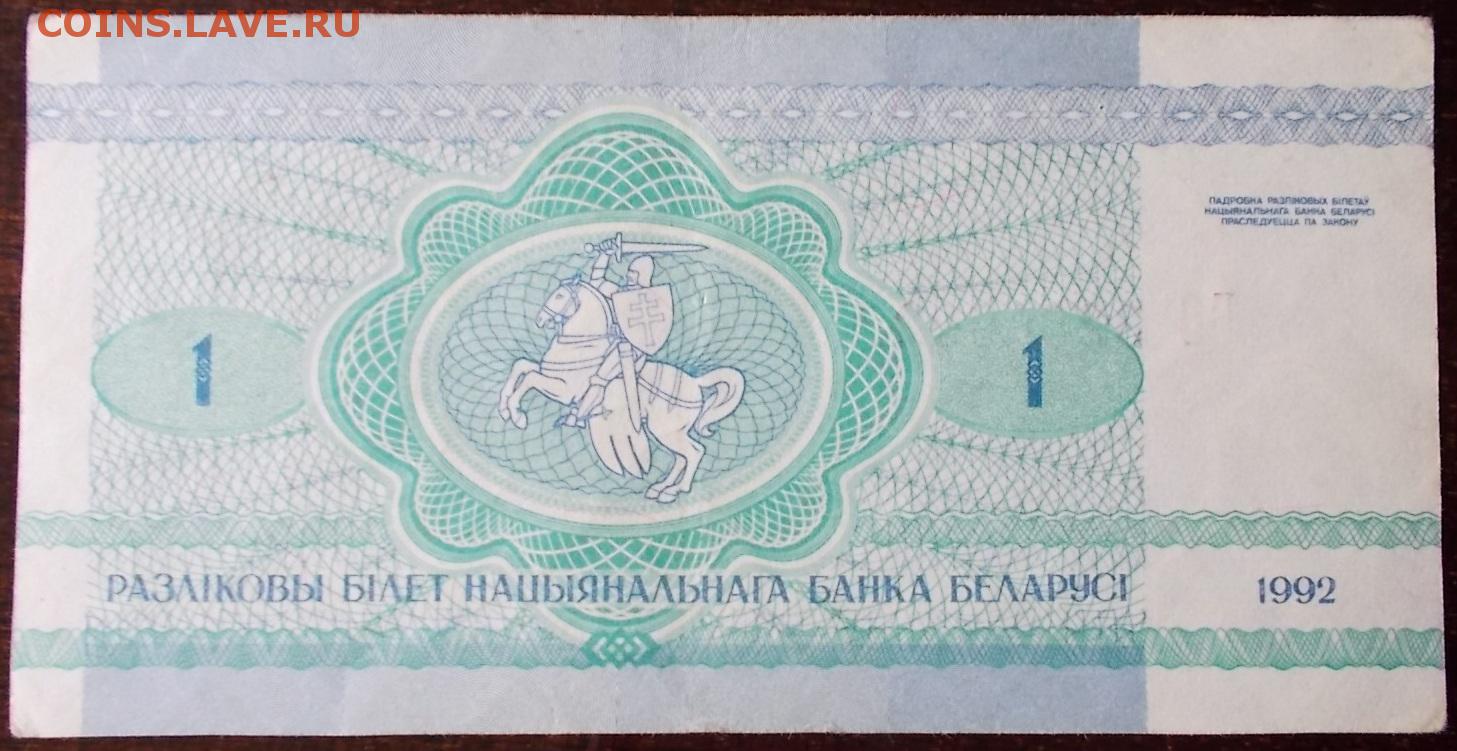 COINS.LAVE.RU
ПАДРОБКА РАЗЛІКОВЫХ БІЛЕТАЎ
НАЦЫЯНАЛЬНАГА БАНКА БЕЛАРУСІ
ПРАСЛЕДУЕЦЦА ПА ЗАКОНУ
1 1
РАЗЛІКОВЫ БІЛЕТ НАЦЫЯНАЛЬНАГА БАНКА БЕЛАРУСІ 1992